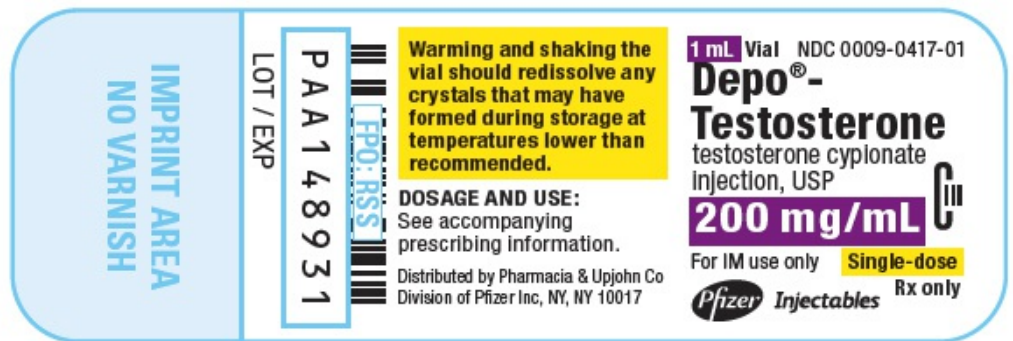 IMPRINT AREA
NO VARNISH
LOT / EXP
PAA148931
FPO: RSS
Warming and shaking the
vial should redissolve any
crystals that may have
formed during storage at
temperatures lower than
recommended.
DOSAGE AND USE:
See accompanying
prescribing information.
Distributed by Pharmacia & Upjohn Co
Division of Pfizer Inc, NY, NY 10017
1 mL Vial NDC 0009-0417-01
Depo®-
Testosterone
testosterone cypionate
injection, USP
CIII
200 mg/mL
For IM use only Single-dose
Rx only
Pfizer Injectables